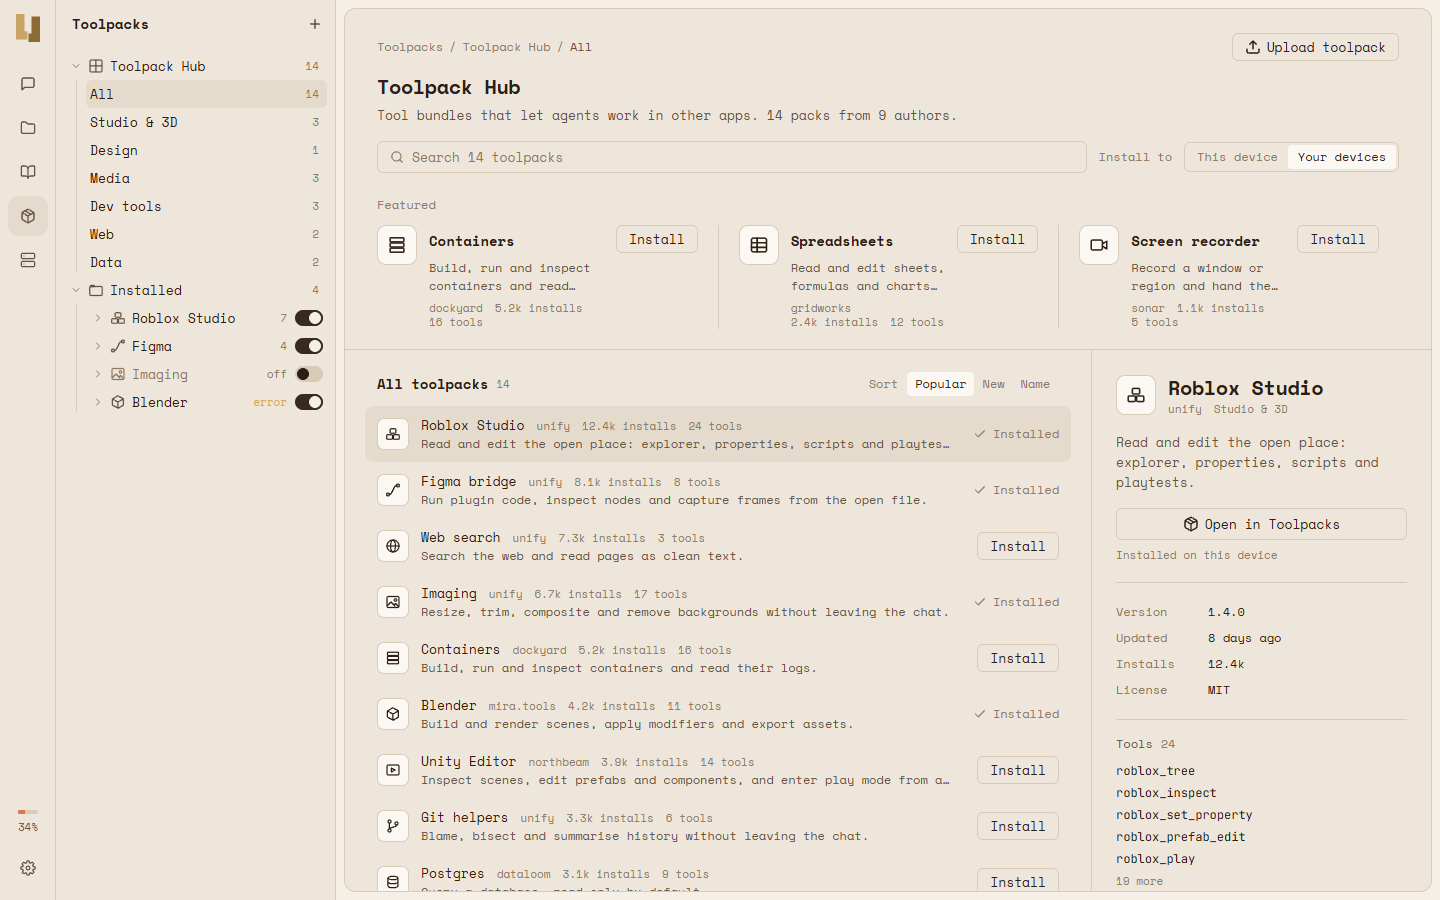 Toolpacks
Toolpack Hub 14
All 14
Studio & 3D 3
Design 1
Media 3
Dev tools 3
Web 2
Data 2
Installed 4
Roblox Studio 7
Figma 4
Imaging off
Blender error
34%
Toolpacks / Toolpack Hub / All
Upload toolpack
Toolpack Hub
Tool bundles that let agents work in other apps. 14 packs from 9 authors.
Search 14 toolpacks
Install to This device Your devices
Featured
Containers Install
Build, run and inspect
containers and read…
dockyard 5.2k installs
16 tools
Spreadsheets Install
Read and edit sheets,
formulas and charts…
gridworks
2.4k installs 12 tools
Screen recorder Install
Record a window or
region and hand the…
sonar 1.1k installs
5 tools
All toolpacks 14
Sort Popular New Name
Roblox Studio unify 12.4k installs 24 tools
Read and edit the open place: explorer, properties, scripts and playtes…
Installed
Figma bridge unify 8.1k installs 8 tools
Run plugin code, inspect nodes and capture frames from the open file.
Installed
Web search unify 7.3k installs 3 tools
Search the web and read pages as clean text.
Install
Imaging unify 6.7k installs 17 tools
Resize, trim, composite and remove backgrounds without leaving the chat.
Installed
Containers dockyard 5.2k installs 16 tools
Build, run and inspect containers and read their logs.
Install
Blender mira.tools 4.2k installs 11 tools
Build and render scenes, apply modifiers and export assets.
Installed
Unity Editor northbeam 3.9k installs 14 tools
Inspect scenes, edit prefabs and components, and enter play mode from a…
Install
Git helpers unify 3.3k installs 6 tools
Blame, bisect and summarise history without leaving the chat.
Install
Postgres dataloom 3.1k installs 9 tools
Query a database, read only by default.
Install
Roblox Studio
unify Studio & 3D
Read and edit the open place:
explorer, properties, scripts and
playtests.
Open in Toolpacks
Installed on this device
Version 1.4.0
Updated 8 days ago
Installs 12.4k
License MIT
Tools 24
roblox_tree
roblox_inspect
roblox_set_property
roblox_prefab_edit
roblox_play
19 more